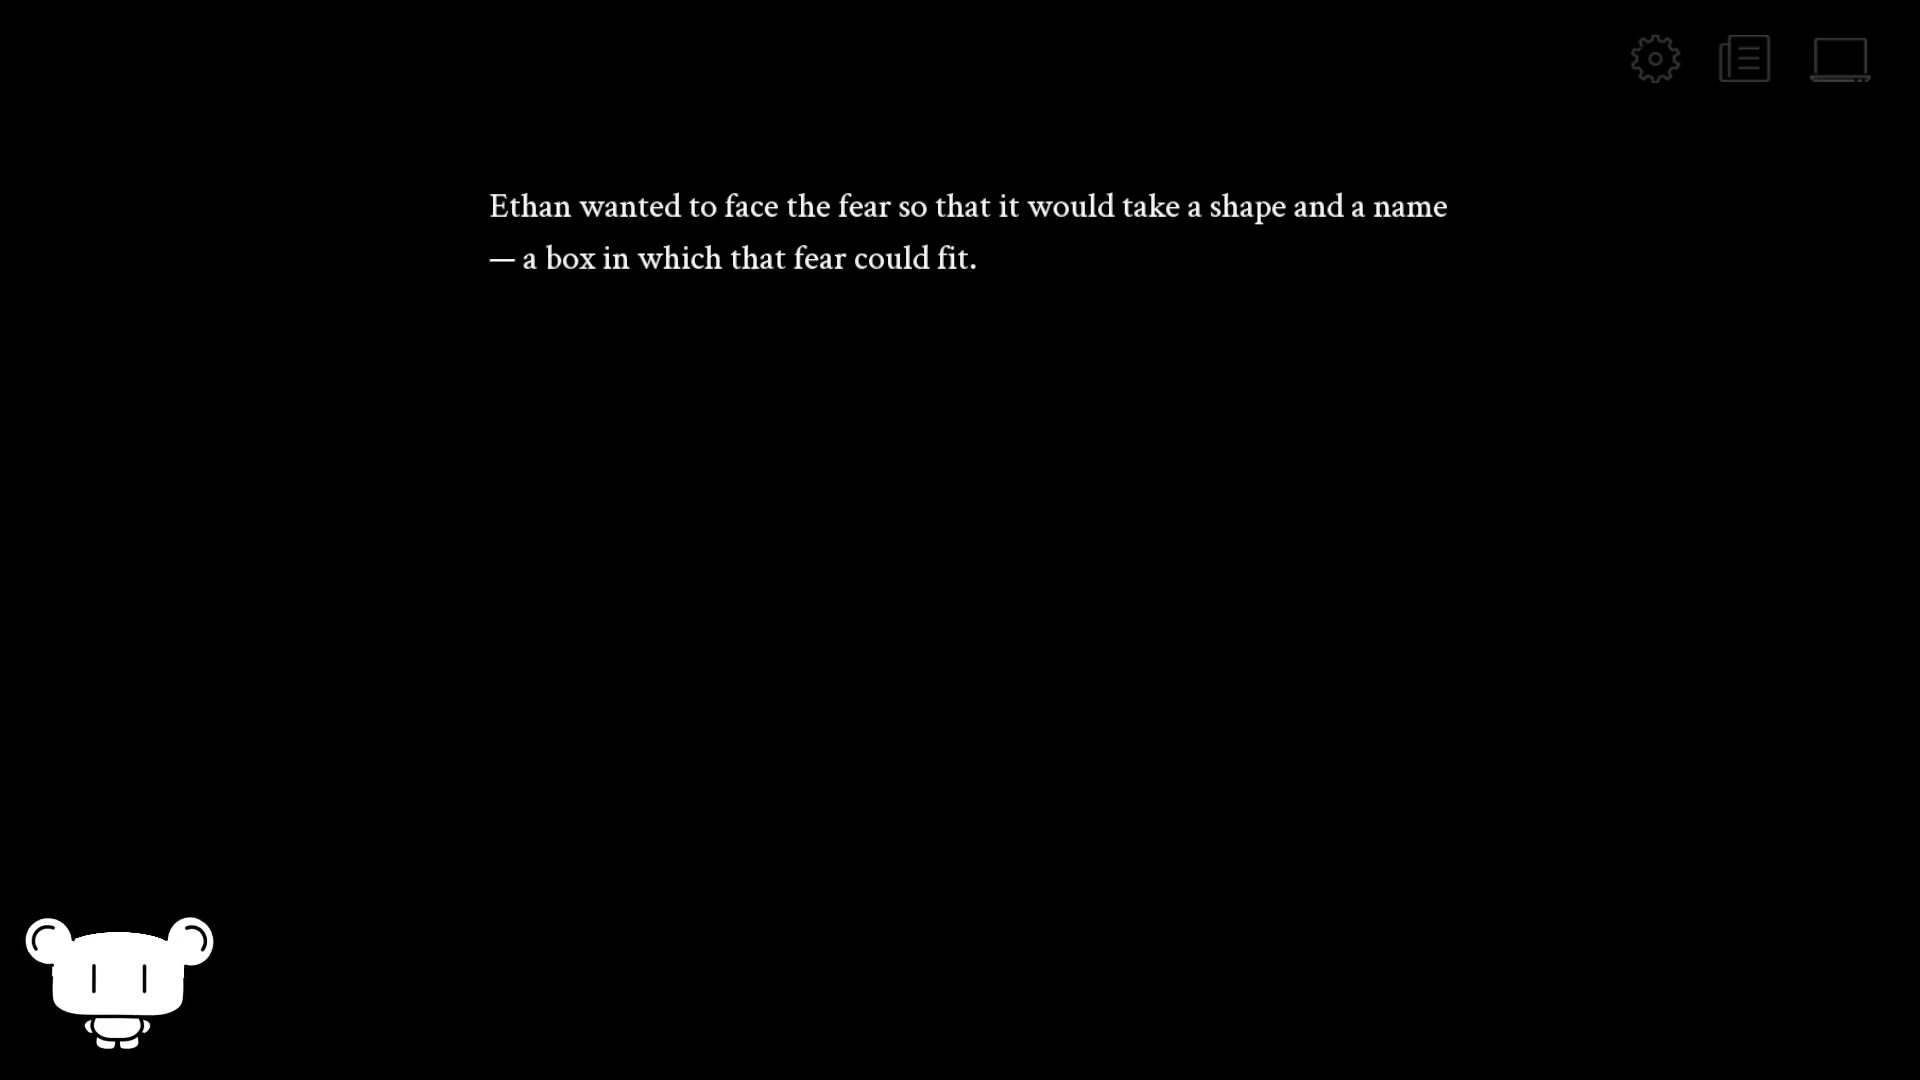 Ethan wanted to face the fear so that it would take a shape and a name
— a box in which that fear could fit.